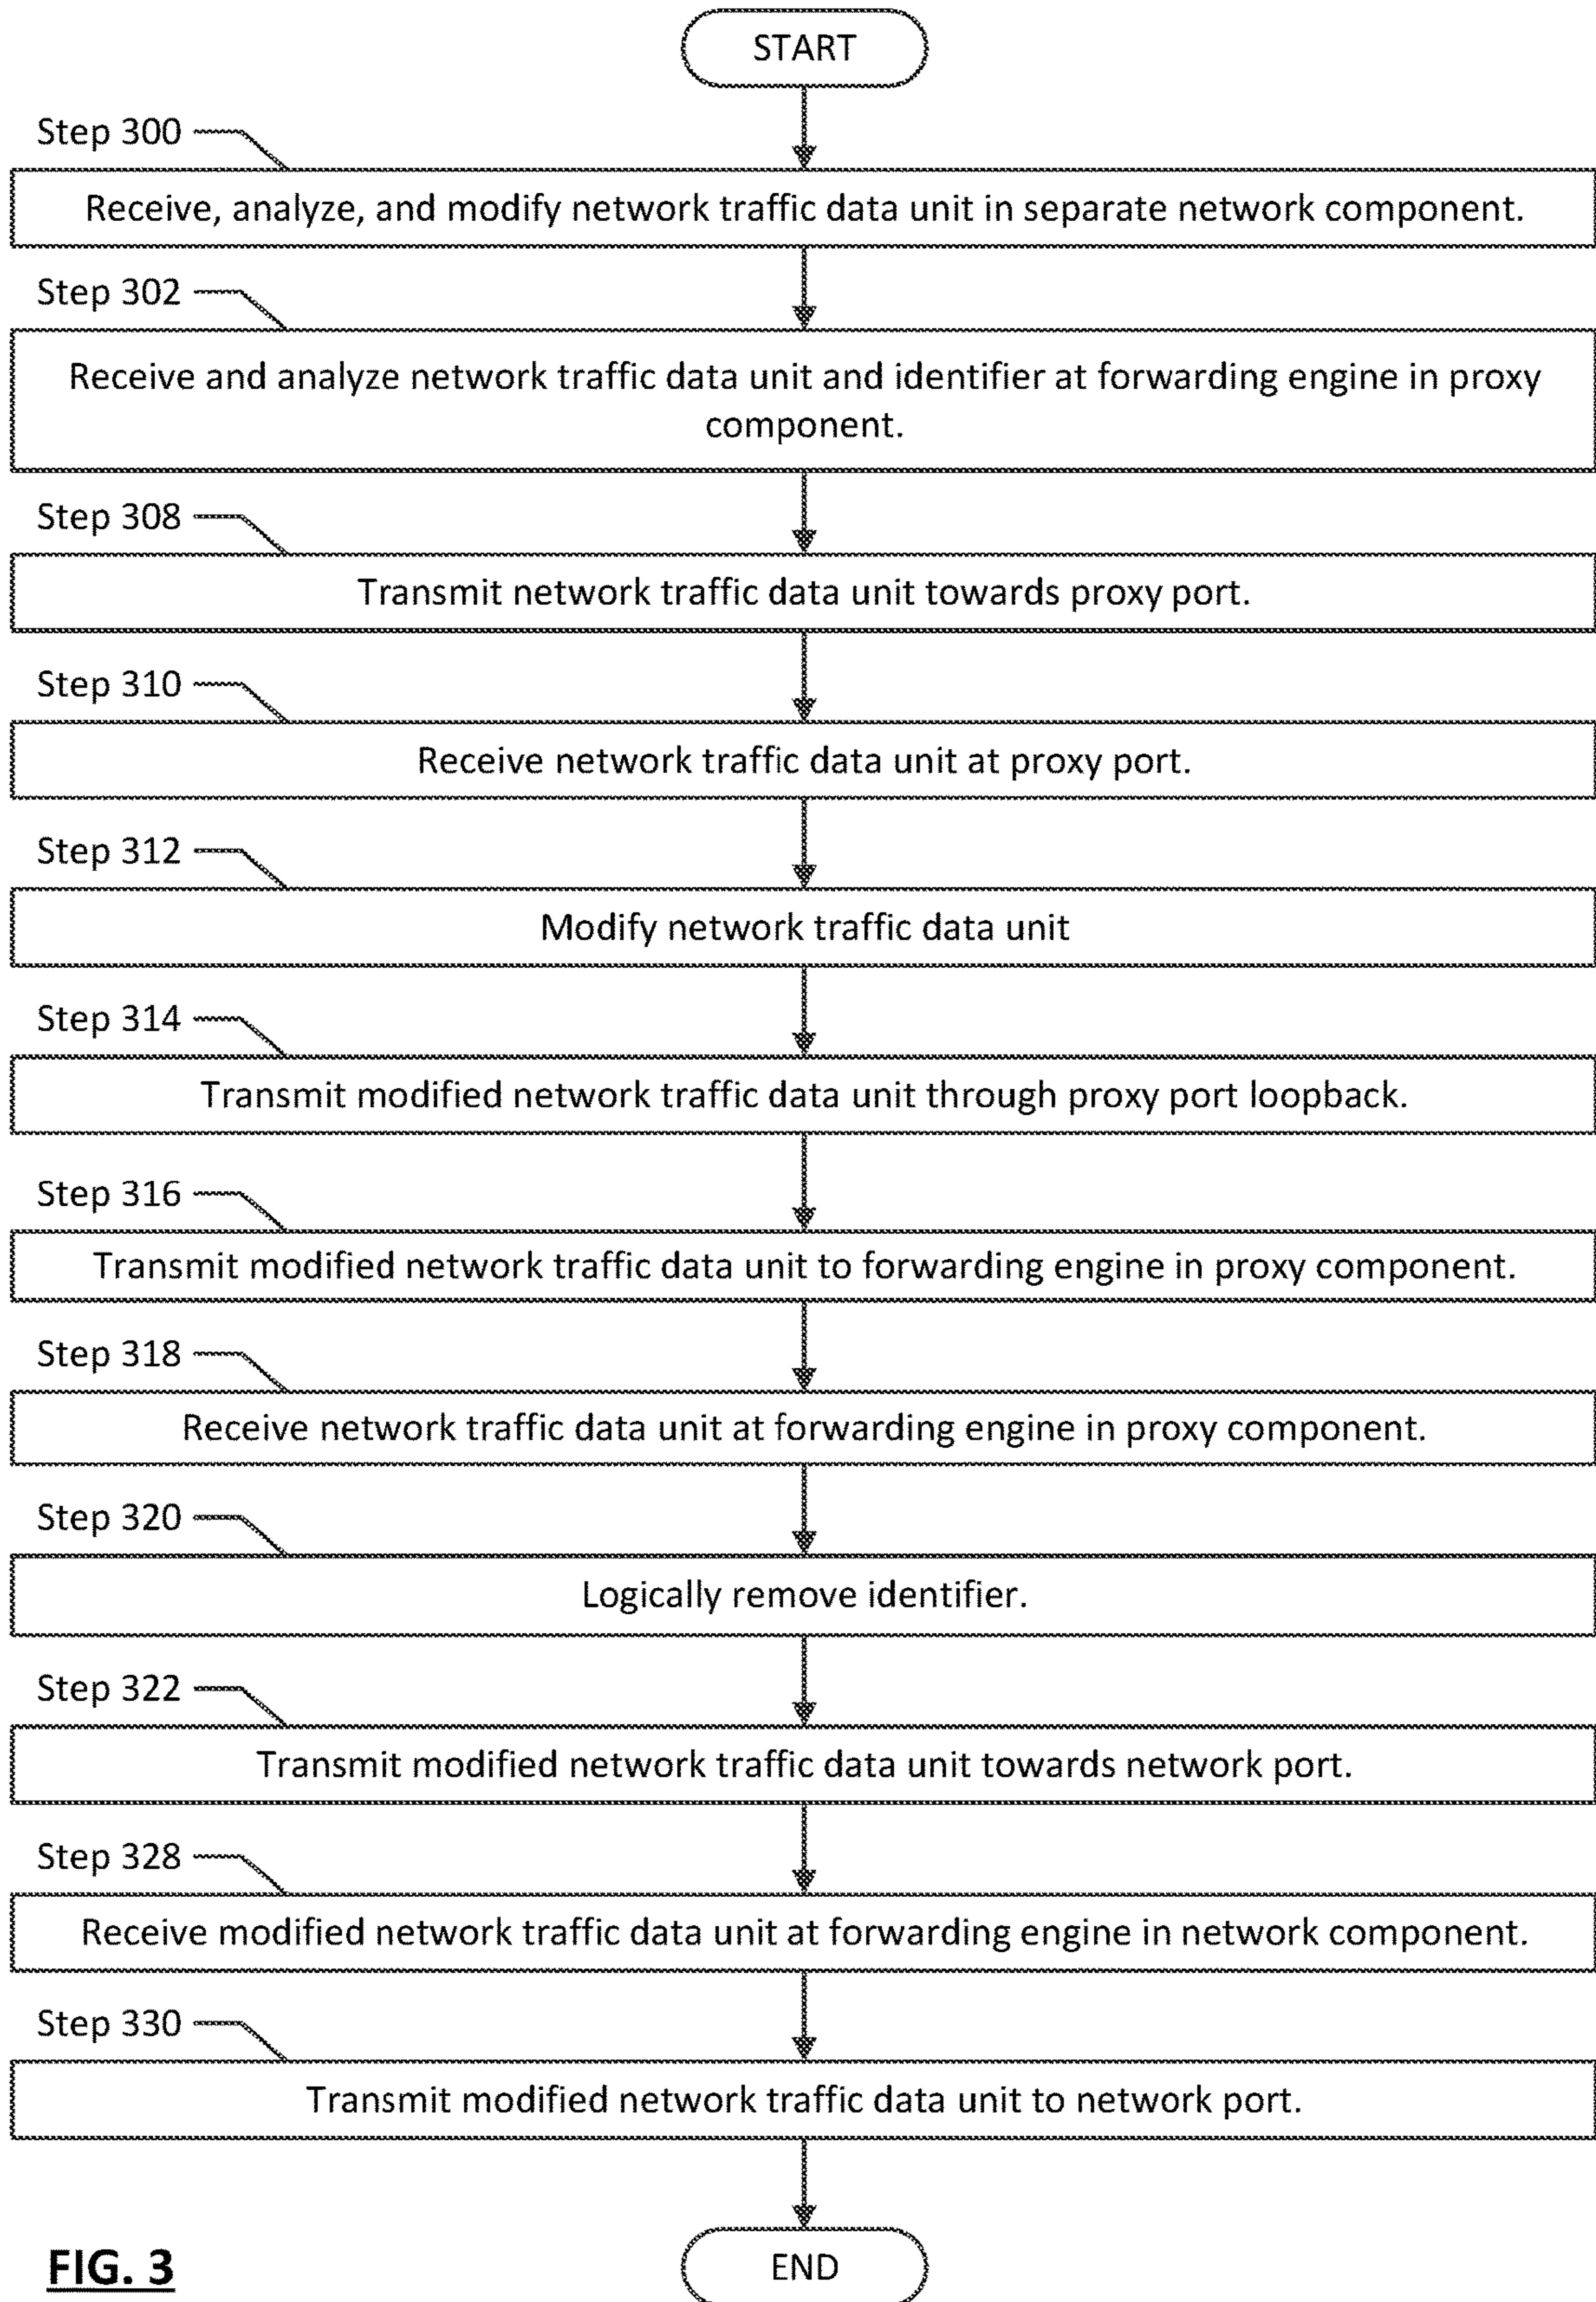 START
Step 300
Receive, analyze, and modify network traffic data unit in separate network component.
Step 302
Receive and analyze network traffic data unit and identifier at forwarding engine in proxy
component.
Step 308
Transmit network traffic data unit towards proxy port.
Step 310
Receive network traffic data unit at proxy port.
Step 312
Modify network traffic data unit
Step 314
Transmit modified network traffic data unit through proxy port loopback.
Step 316
Transmit modified network traffic data unit to forwarding engine in proxy component.
Step 318
Receive network traffic data unit at forwarding engine in proxy component.
Step 320
Logically remove identifier.
Step 322
Transmit modified network traffic data unit towards network port.
Step 328
Receive modified network traffic data unit at forwarding engine in network component.
Step 330
Transmit modified network traffic data unit to network port.
END
FIG. 3